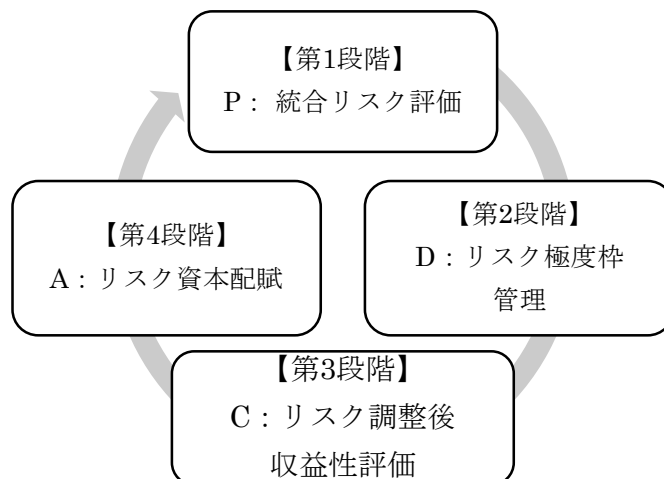 【第1段階】
P： 統合リスク評価
【第2段階】
D：リスク極度枠
管理
【第3段階】
C：リスク調整後
収益性評価
【第4段階】
A：リスク資本配賦